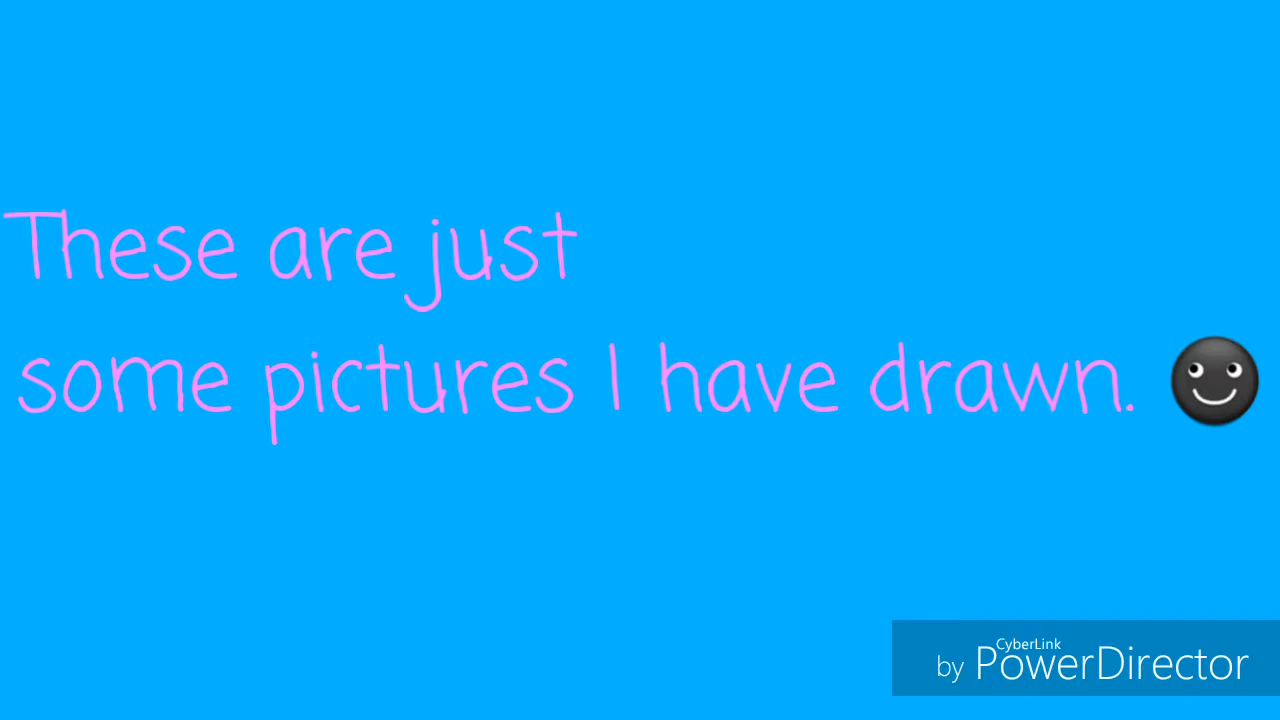 These are just
some pictures I have drawn. ☻
CyberLink
by PowerDirector